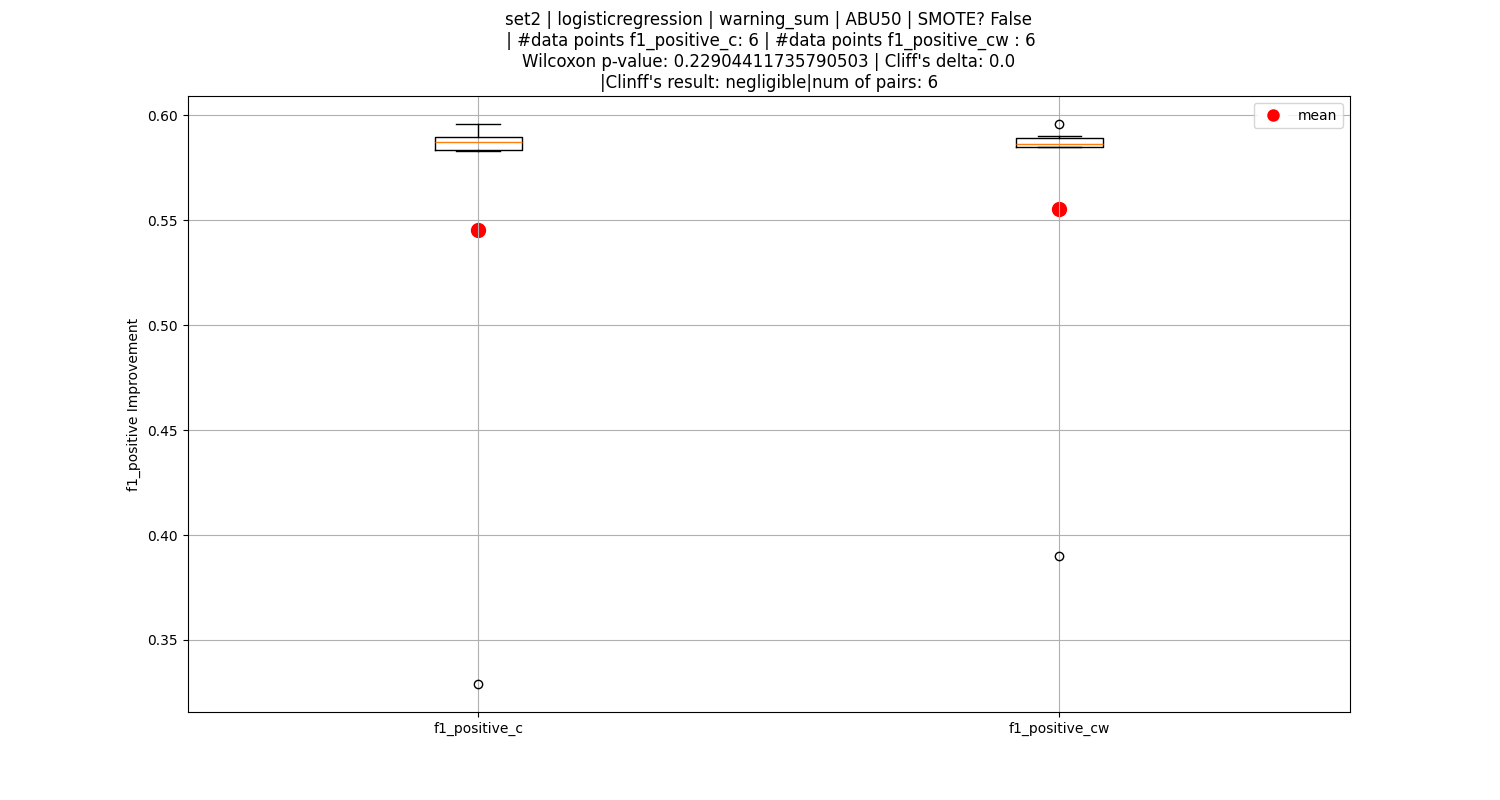 set2 | logisticregression | warning_sum | ABU50 | SMOTE? False
| #data points f1_positive_c: 6 | #data points f1_positive_cw : 6
Wilcoxon p-value: 0.22904411735790503 | Cliff's delta: 0.0
|Clinff's result: negligible|num of pairs: 6
mean
0.60
0.55
0.50
0.45
0.40
0.35
f1_positive Improvement
f1_positive_c
f1_positive_cw